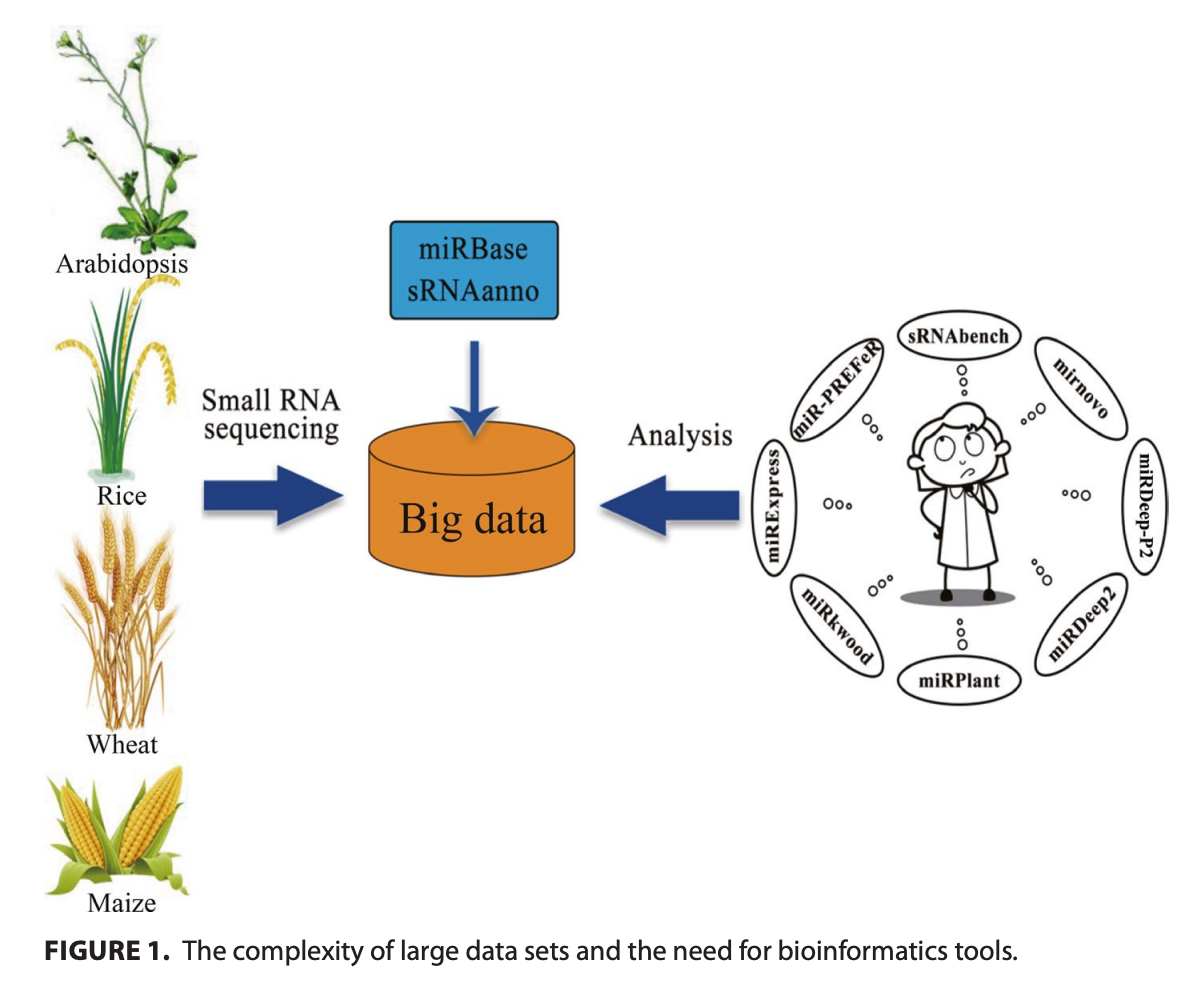 Arabidopsis
Rice
Wheat
Maize
Small RNA
sequencing
miRBase
sRNAanno
Big data
Analysis
sRNAbench
mirnovo
miRDeep-P2
miRDeep2
miRPlant
miRkwood
miRExpress
miR-PREFeR
FIGURE 1. The complexity of large data sets and the need for bioinformatics tools.